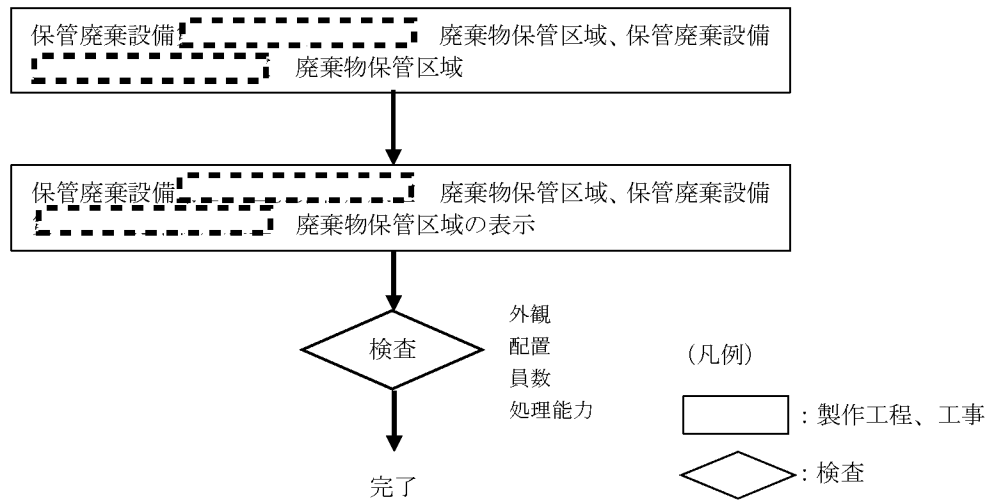 保管廃棄設備 廃棄物保管区域、保管廃棄設備
廃棄物保管区域
保管廃棄設備 廃棄物保管区域、保管廃棄設備
廃棄物保管区域の表示
検査
外観
配置
員数
処理能力
完了
（凡例）
：製作工程、工事
：検査